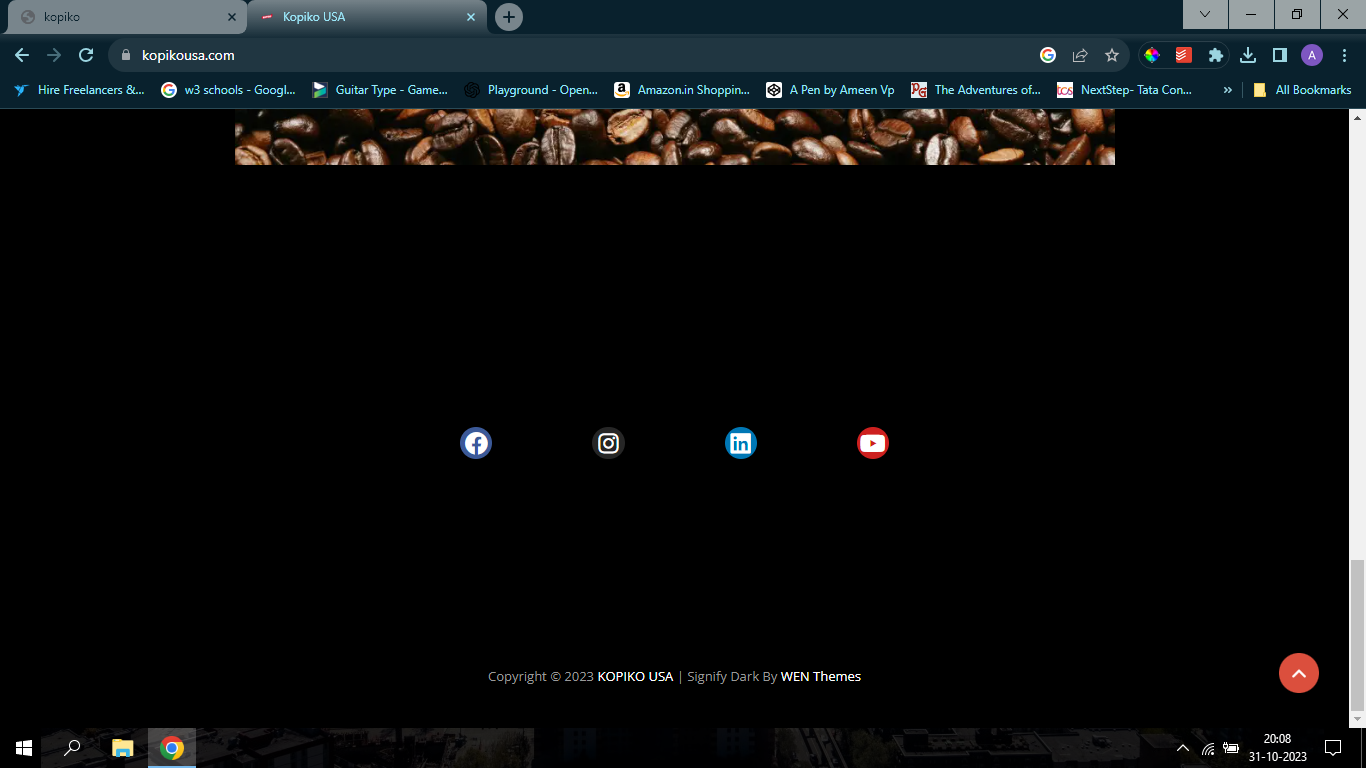 kopiko
Kopiko USA
kopikousa.com
A
Hire Freelancers &...
w3 schools - Googl...
Guitar Type - Game...
Playground - Open...
Amazon.in Shoppin...
A Pen by Ameen Vp
The Adventures of...
NextStep- Tata Con...
»
All Bookmarks
Copyright © 2023 KOPIKO USA | Signify Dark By WEN Themes
20:08
31-10-2023